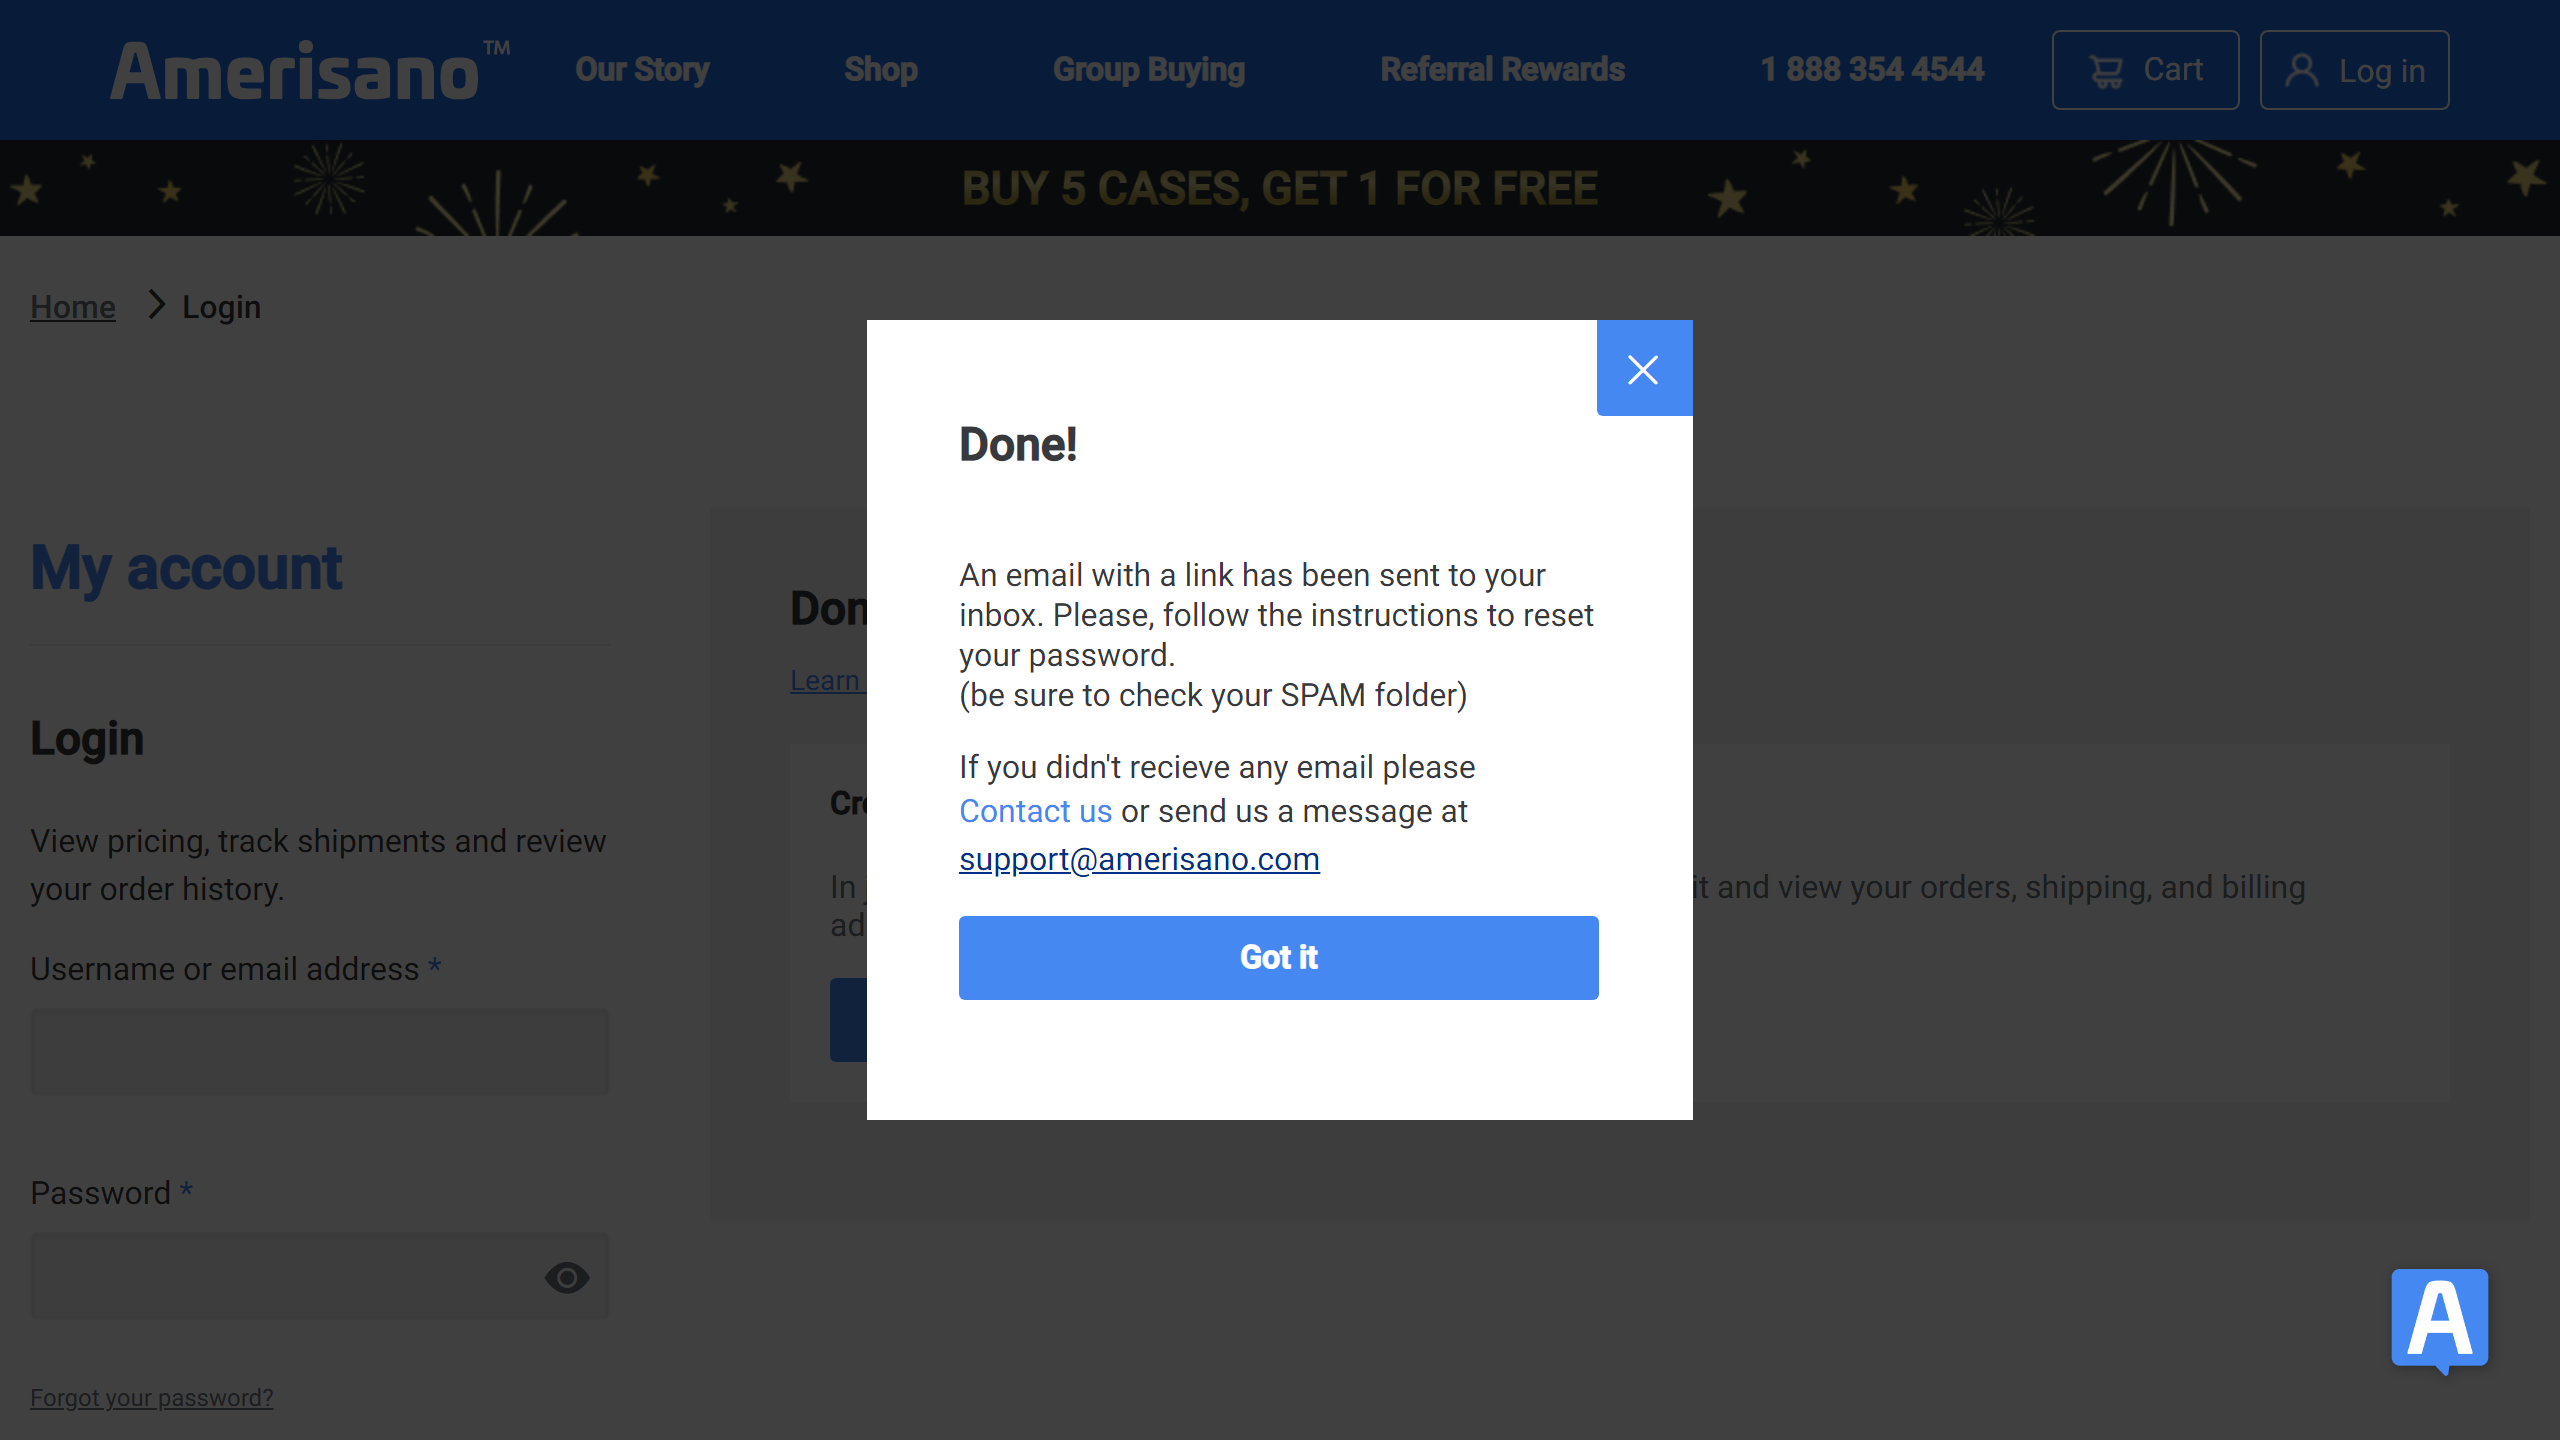 Amerisano™
Our Story
Shop
Group Buying
Referral Rewards
1 888 354 4544
Cart
Log in
BUY 5 CASES, GET 1 FOR FREE
Home
Login
My account
Login
View pricing, track shipments and review
your order history.
Username or email address *
Password *
Forgot your password?
Learn
In
it and view your orders, shipping, and billing
Done!
An email with a link has been sent to your
inbox. Please, follow the instructions to reset
your password.
(be sure to check your SPAM folder)
If you didn't recieve any email please
Contact us or send us a message at
support@amerisano.com
Got it
A